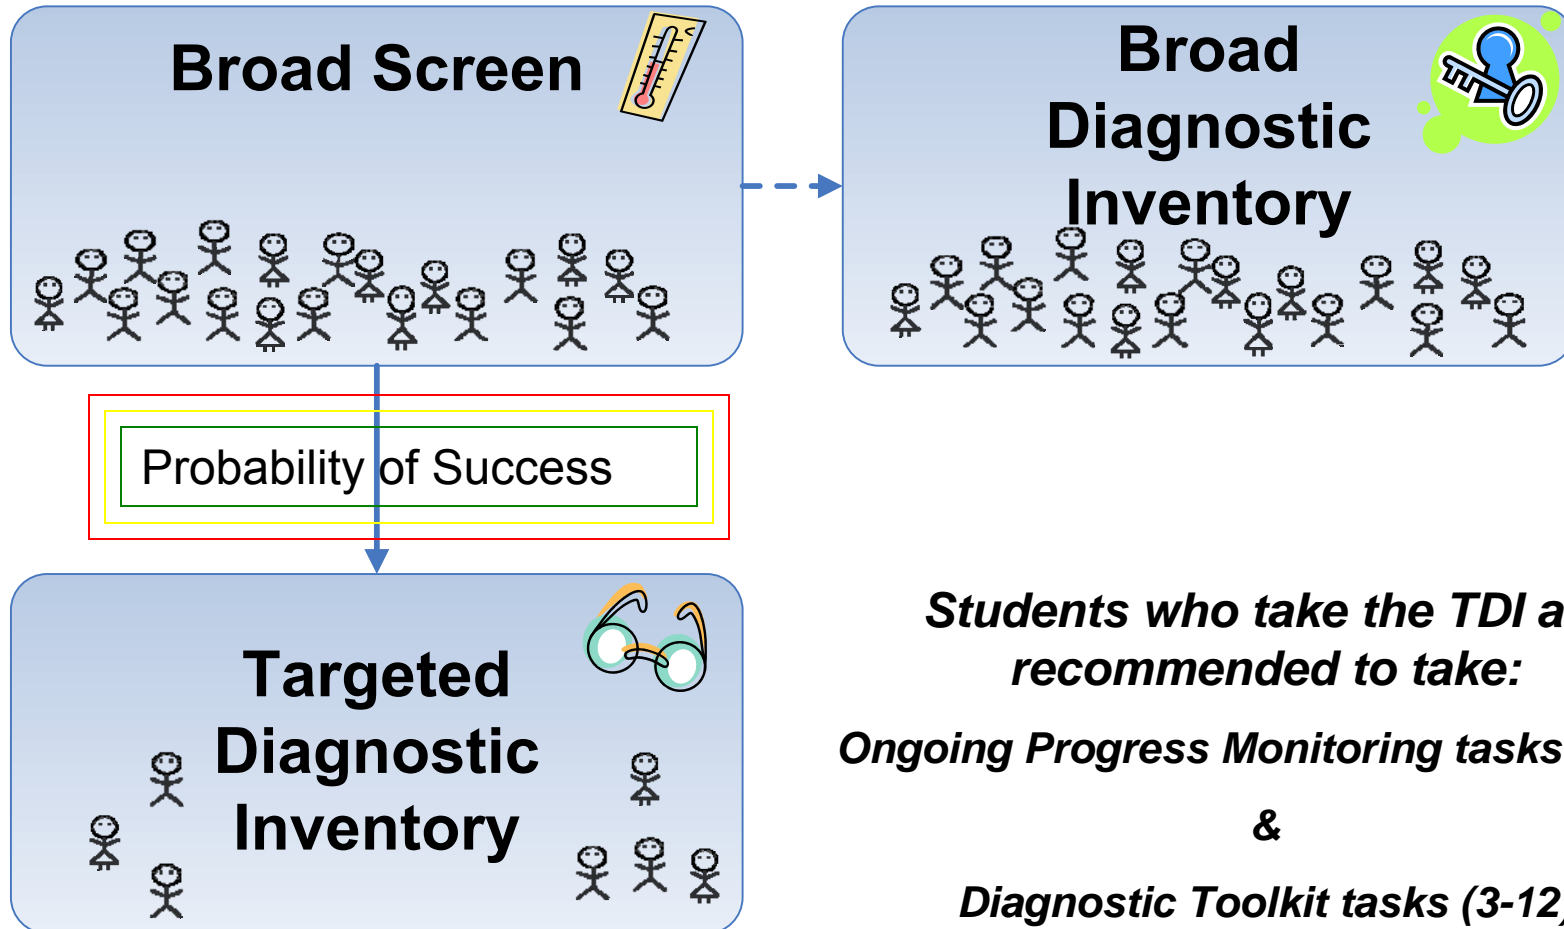 Broad Screen
Broad
Diagnostic
Inventory
Probability of Success
Targeted
Diagnostic
Inventory
Students who take the TDI a
recommended to take:
Ongoing Progress Monitoring tasks
&
Diagnostic Toolkit tasks (3-12)